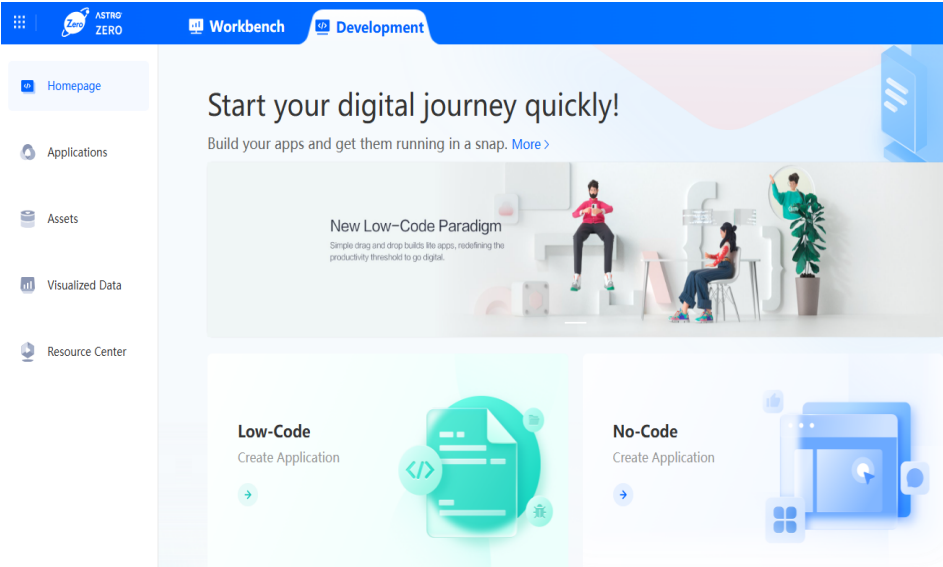 Zero
ASTRO
ZERO
Workbench
Development
Homepage
Applications
Assets
Visualized Data
Resource Center
Start your digital journey quickly!
Build your apps and get them running in a snap. More >
New Low-Code Paradigm
Simple drag and drop builds lite apps, redefining the
productivity threshold to go digital.
Low-Code
Create Application
No-Code
Create Application